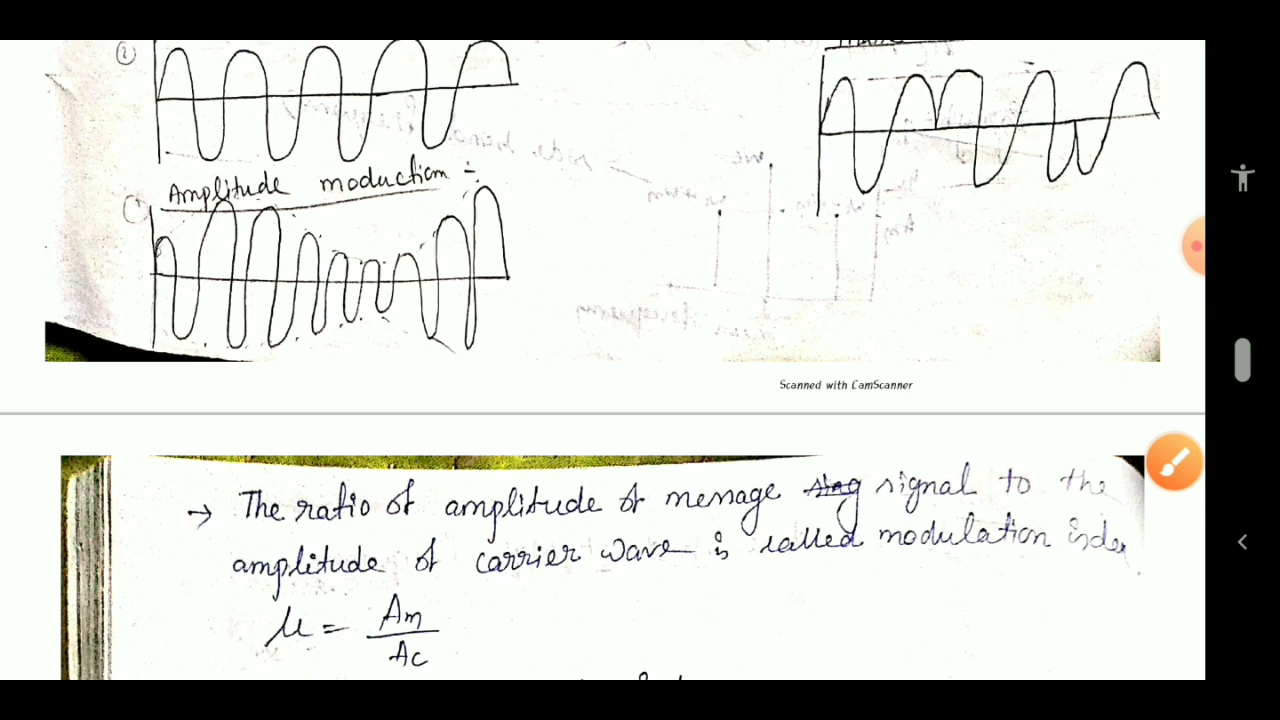 ②
Amplitude moduction :-
Scanned with CamScanner
→ The ratio of amplitude of message signal to the
amplitude of carrier wave is called modulation index
μ = Am
Ac